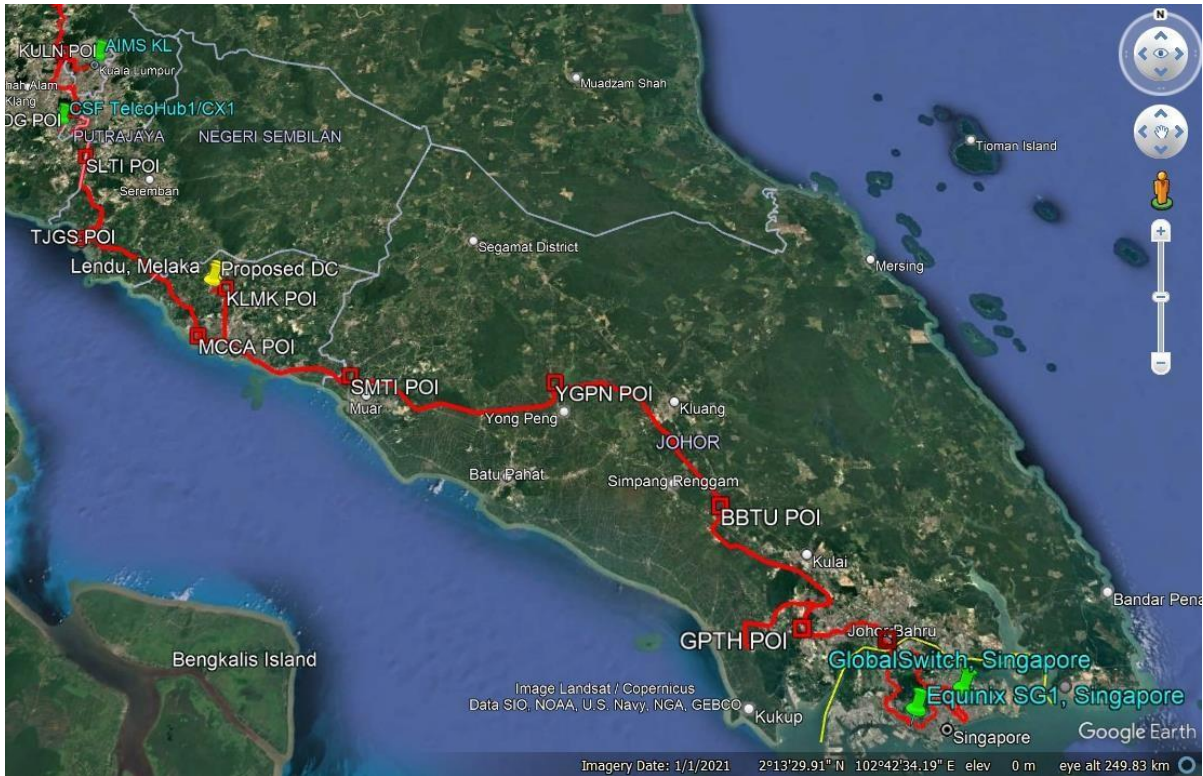 N
AIMS KL
KULN POI
Kuala Lumpur
Muadzam Shah
nah Alam
Klang
CSF TelcoHub1/CX1
OG POI
PUTRAJAYA
NEGERI SEMBILAN
Tioman Island
SLTI POI
Seremban
TJGS POI
Segamat District
Mersing
Lendu, Melaka
Proposed DC
KLMK POI
MCCA POI
SMTI POI
YGPN POI
Muar
Yong Peng
Kluang
JOHOR
Batu Pahat
Simpang Renggam
BBTU POI
Kulai
Bandar Pena
GPTH POI
Johor Bahru
GlobalSwitch, Singapore
Bengkalis Island
Equinix SG1, Singapore
Image Landsat / Copernicus
Data SIO, NOAA, U.S. Navy, NGA, GEBCO
Kukup
Singapore
Google Earth
Imagery Date: 1/1/2021 2°13'29.91" N 102°42'34.19" E elev 0 m eye alt 249.83 km